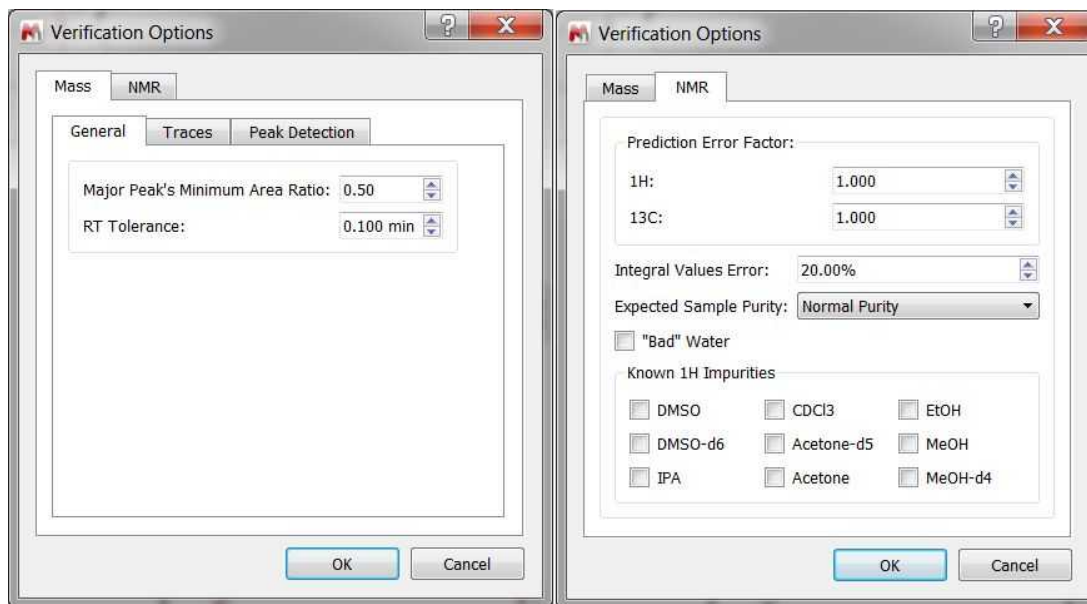 Verification Options
Mass NMR
General Traces Peak Detection
Major Peak's Minimum Area Ratio: 0.50
RT Tolerance: 0.100 min
OK Cancel
Verification Options
Mass NMR
Prediction Error Factor:
1H: 1.000
13C: 1.000
Integral Values Error: 20.00%
Expected Sample Purity: Normal Purity
"Bad" Water
Known 1H Impurities
DMSO CDCl3 EtOH
DMSO-d6 Acetone-d5 MeOH
IPA Acetone MeOH-d4
OK Cancel